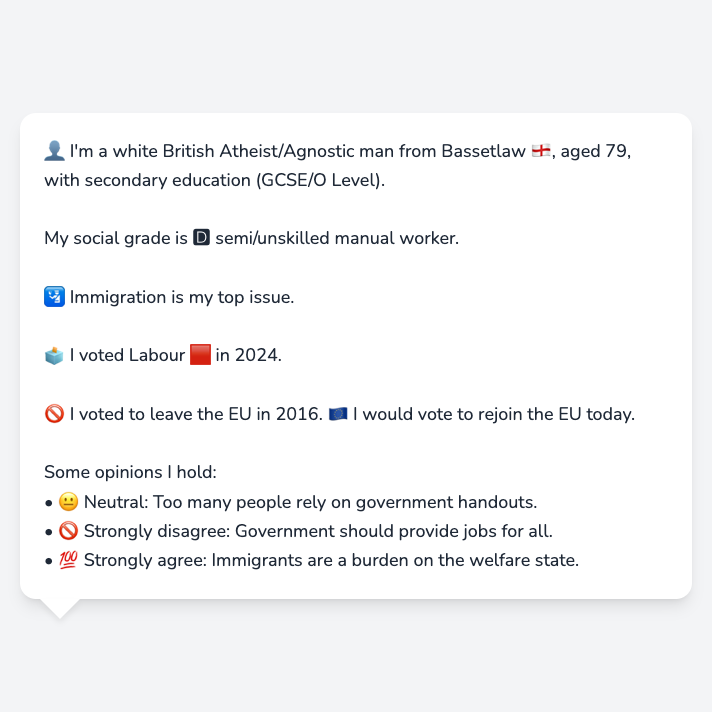 👤 I'm a white British Atheist/Agnostic man from Bassetlaw 🏴󠁧󠁢󠁥󠁮󠁧󠁿, aged 79,
with secondary education (GCSE/O Level).
My social grade is 🅳 semi/unskilled manual worker.
🛂 Immigration is my top issue.
🗳️ I voted Labour 🟥 in 2024.
🚫 I voted to leave the EU in 2016. 🇪🇺 I would vote to rejoin the EU today.
Some opinions I hold:
• 😐 Neutral: Too many people rely on government handouts.
• 🚫 Strongly disagree: Government should provide jobs for all.
• 💯 Strongly agree: Immigrants are a burden on the welfare state.